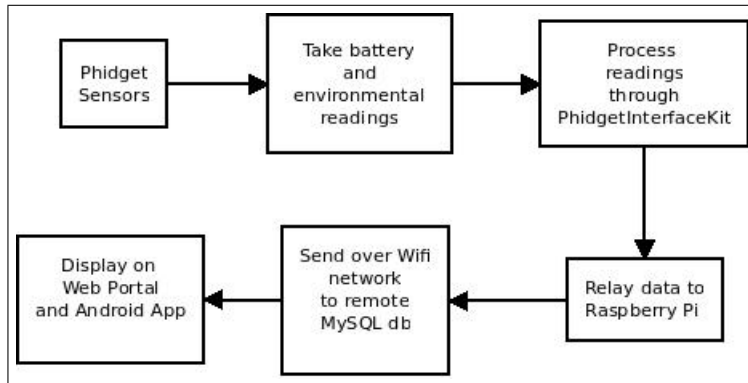 Phidget
Sensors
Take battery
and
environmental
readings
Process
readings
through
PhidgetInterfaceKit
Relay data to
Raspberry Pi
Send over Wifi
network
to remote
MySQL db
Display on
Web Portal
and Android App